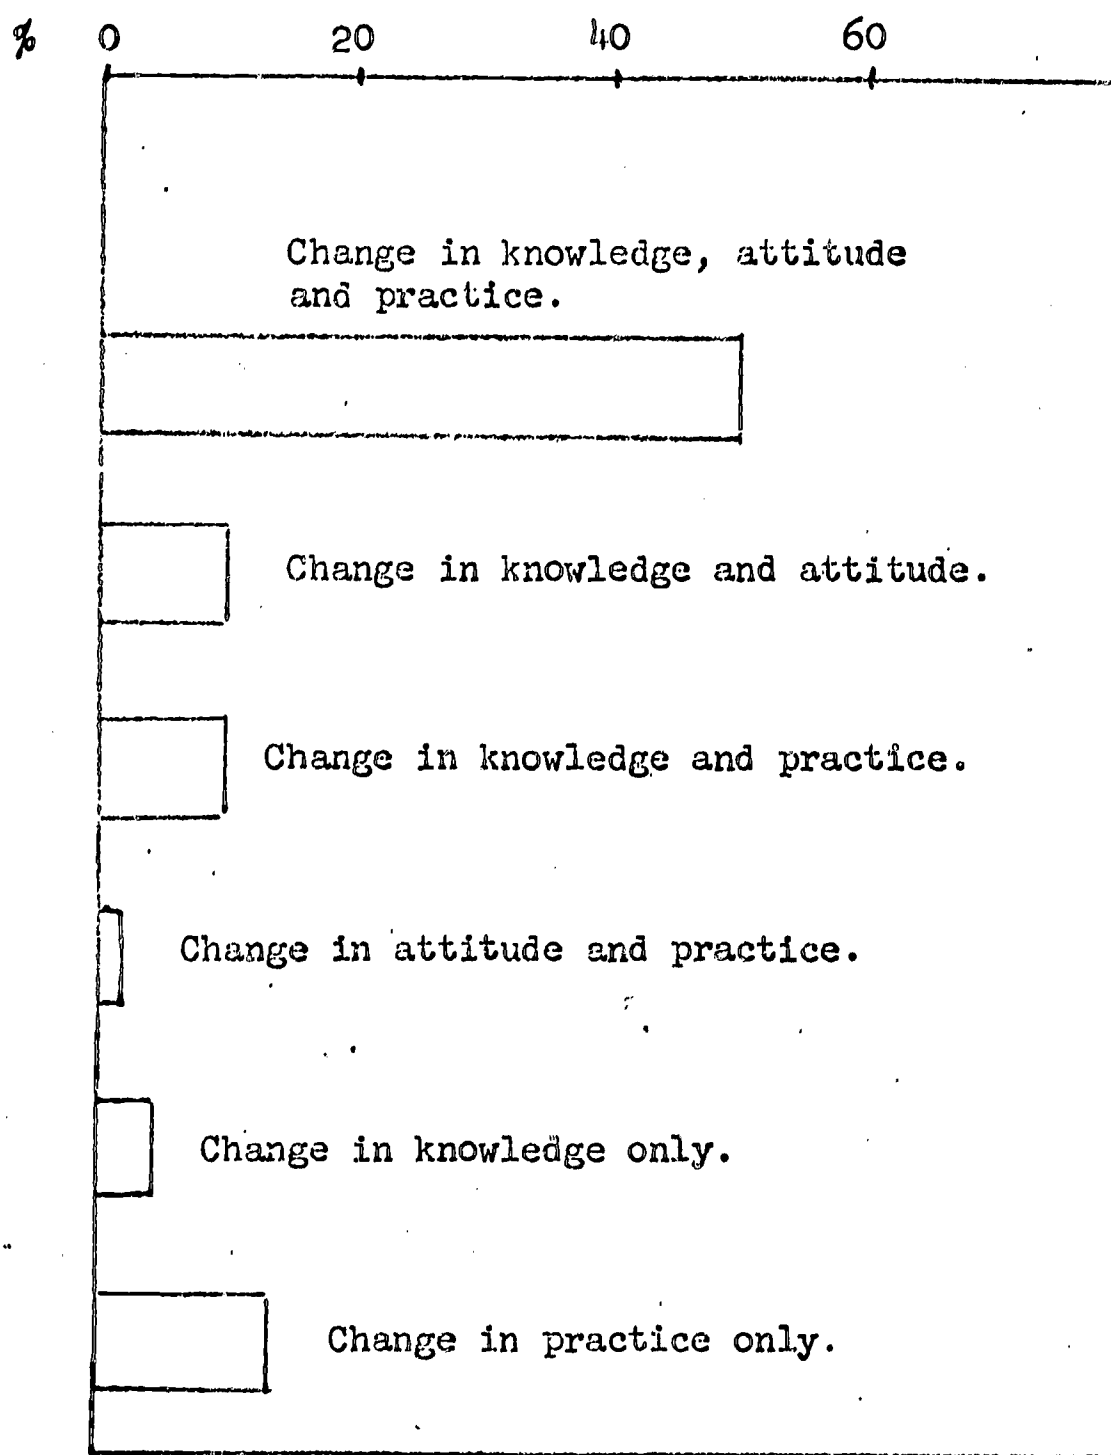 % 0 20 40 60
Change in knowledge, attitude
and practice.
Change in knowledge and attitude.
Change in knowledge and practice.
Change in attitude and practice.
Change in knowledge only.
Change in practice only.